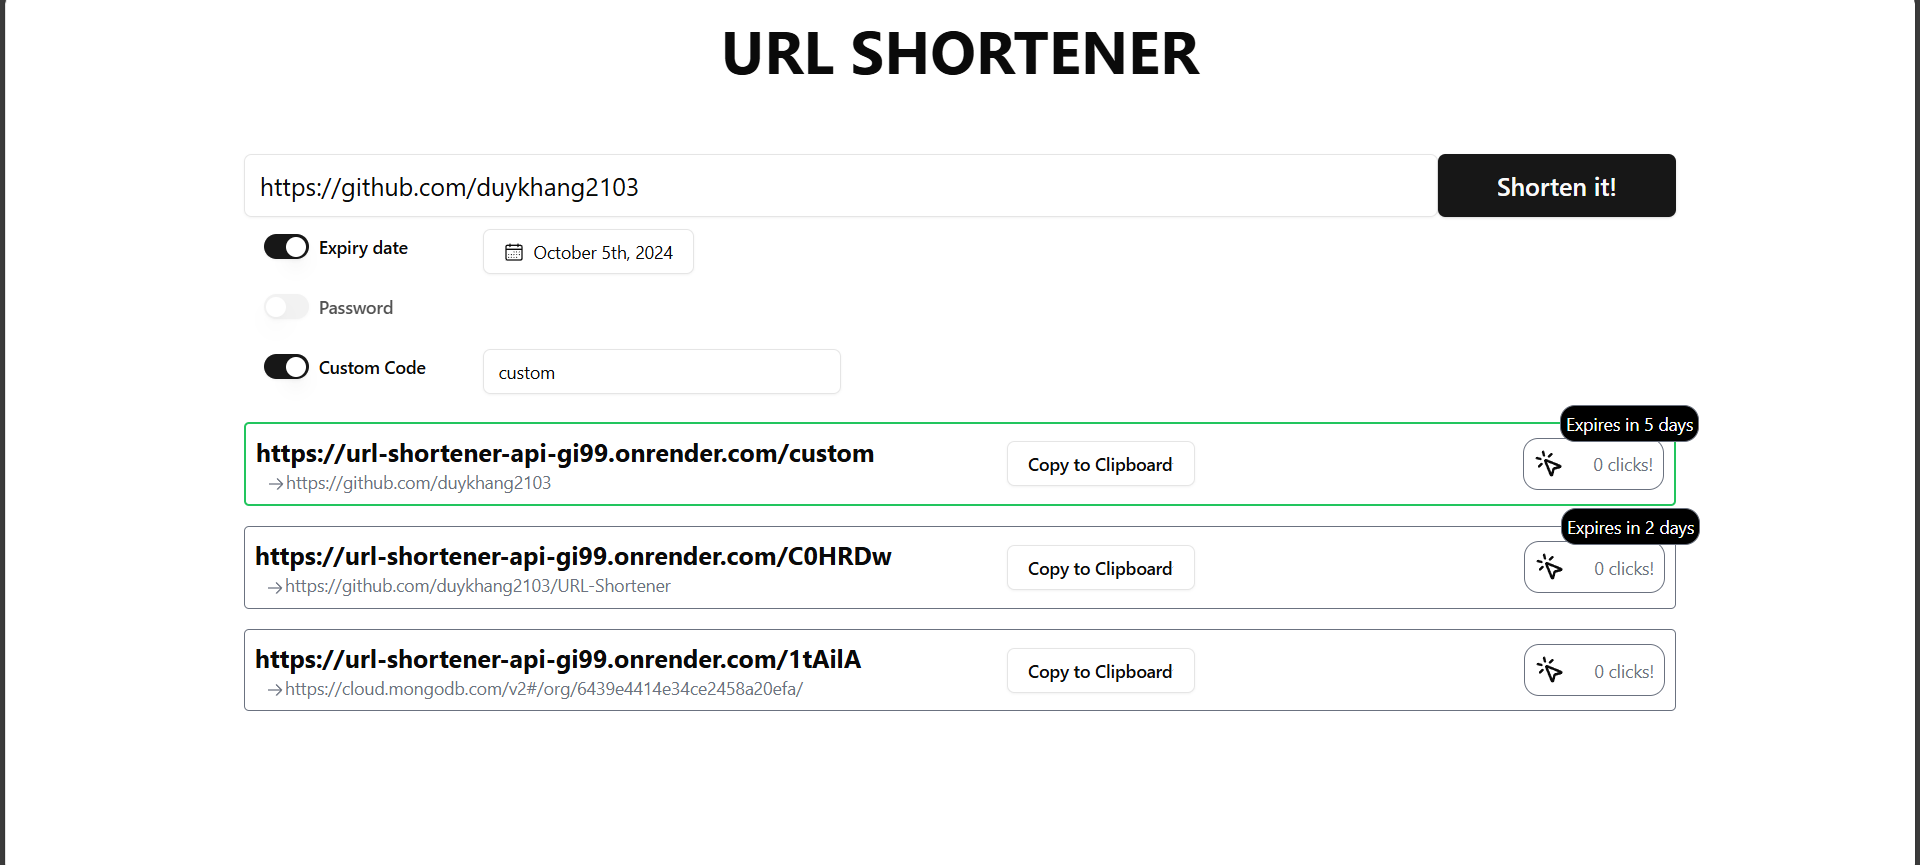 URL SHORTENER
https://github.com/duykhang2103
Shorten it!
Expiry date
October 5th, 2024
Password
Custom Code
custom
Expires in 5 days
https://url-shortener-api-gi99.onrender.com/custom
https://github.com/duykhang2103
Copy to Clipboard
0 clicks!
Expires in 2 days
https://url-shortener-api-gi99.onrender.com/C0HRDw
https://github.com/duykhang2103/URL-Shortener
Copy to Clipboard
0 clicks!
https://url-shortener-api-gi99.onrender.com/1tAilA
https://cloud.mongodb.com/v2#/org/6439e4414e34ce2458a20efa/
Copy to Clipboard
0 clicks!